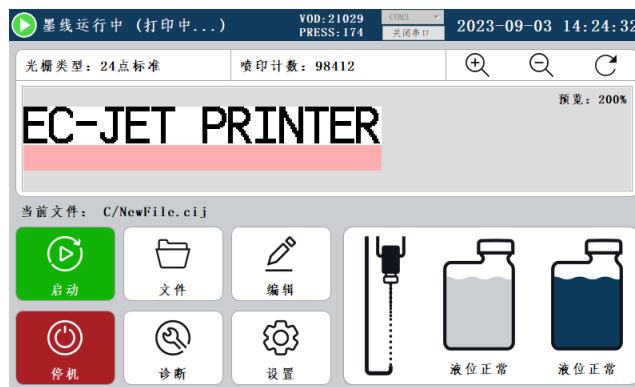 墨线运行中 (打印中...)
VOD:21029
PRESS:174
COM3
关闭串口
2023-09-03 14:24:32
光栅类型: 24点标准
喷印计数: 98412
预览: 200%
EC-JET PRINTER
当前文件: C/NewFile.cij
启动
文件
编辑
停机
诊断
设置
液位正常
液位正常